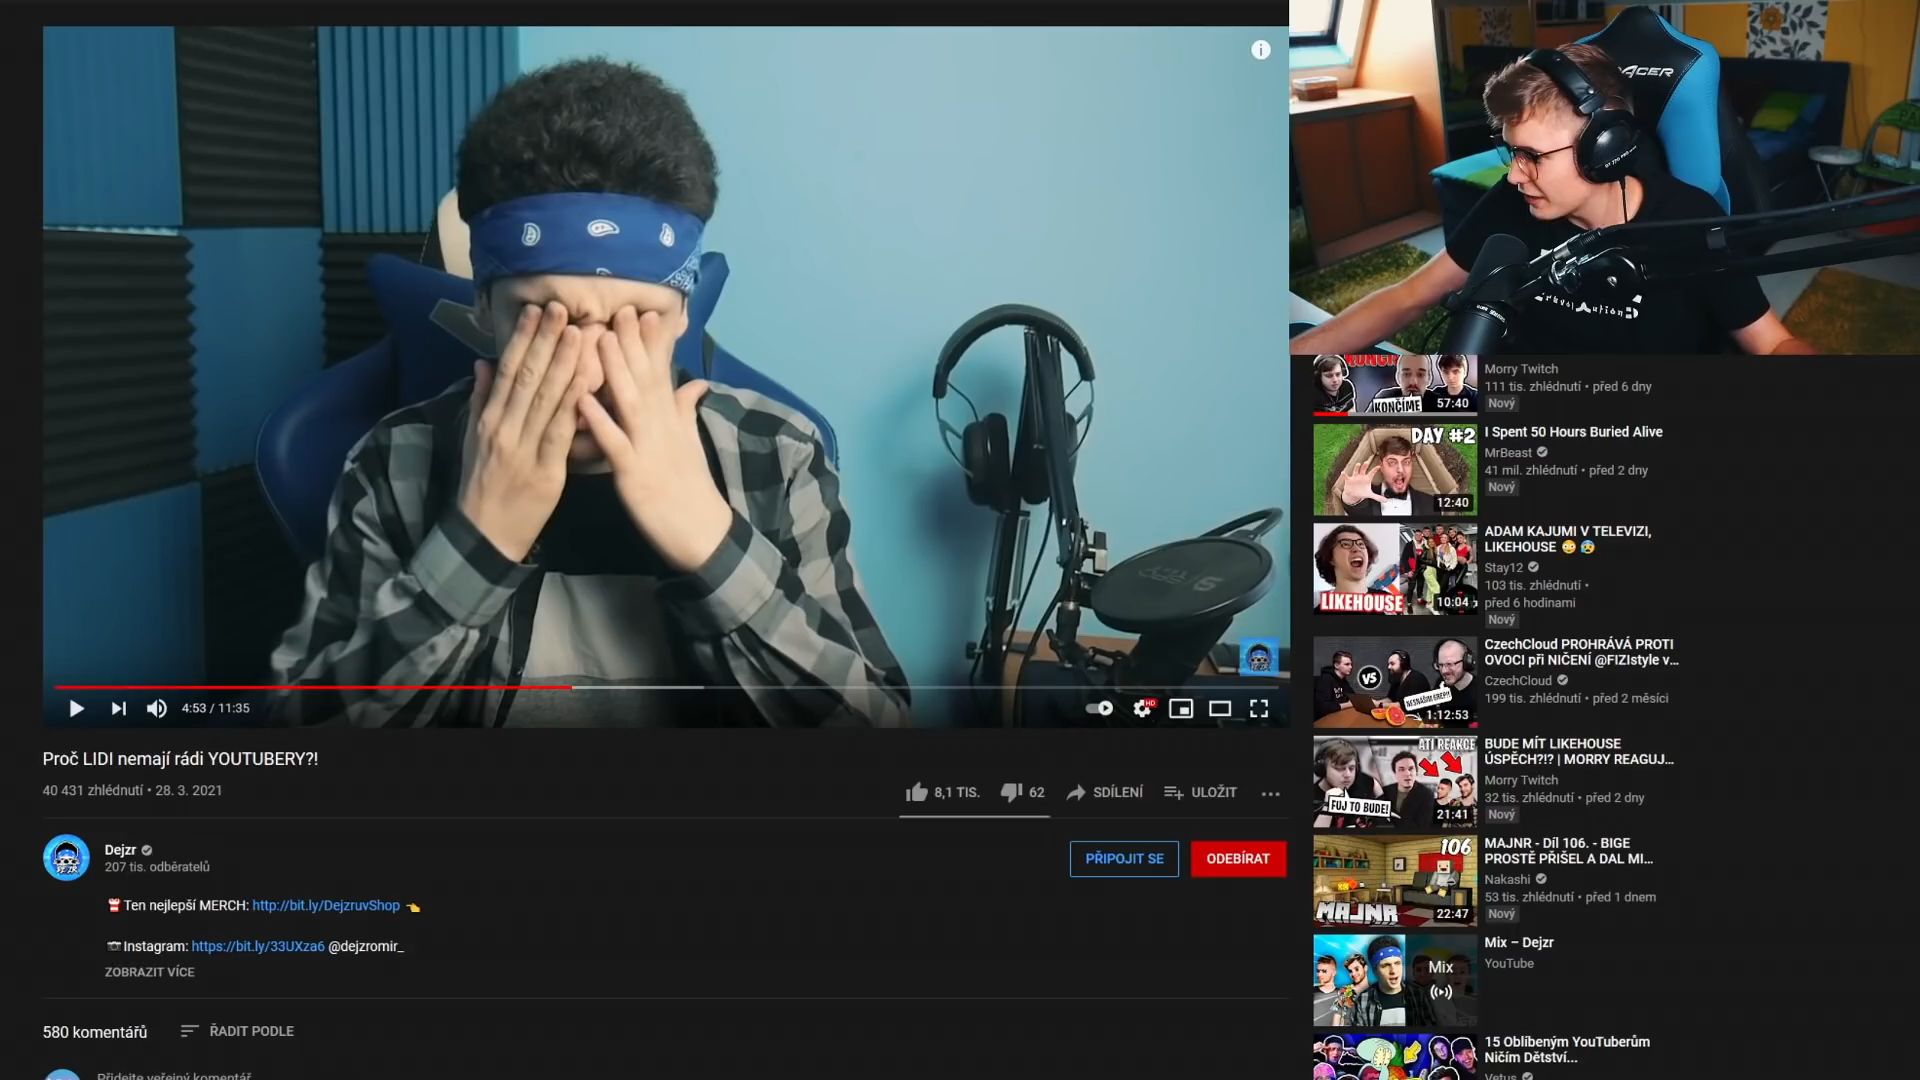 4:53 / 11:35
HD
Proč LIDI nemají rádi YOUTUBERY?!
40 431 zhlédnutí • 28. 3. 2021
8,1 TIS.
62
SDÍLENÍ
ULOŽIT
Dejzr
207 tis. odběratelů
PŘIPOJIT SE
ODEBÍRAT
Ten nejlepší MERCH: http://bit.ly/DejzruvShop
Instagram: https://bit.ly/33UXza6 @dejzromir_
ZOBRAZIT VÍCE
580 komentářů
ŘADIT PODLE
Přidejte veřejný komentář
KONČÍME
57:40
Morry Twitch
111 tis. zhlédnutí • před 6 dny
Nový
DAY #2
12:40
I Spent 50 Hours Buried Alive
MrBeast
41 mil. zhlédnutí • před 2 dny
Nový
LIKEHOUSE
10:04
ADAM KAJUMI V TELEVIZI,
LIKEHOUSE
Stay12
103 tis. zhlédnutí •
před 6 hodinami
Nový
VS
1:12:53
CzechCloud PROHRÁVÁ PROTI
OVOCI při NIČENÍ @FIZIstyle v...
CzechCloud
199 tis. zhlédnutí • před 2 měsíci
ATI REAKCE
FUJ TO BUDE!
21:41
BUDE MÍT LIKEHOUSE
ÚSPĚCH?!? | MORRY REAGUJ...
Morry Twitch
32 tis. zhlédnutí • před 2 dny
Nový
106
MAJNR
22:47
MAJNR - Díl 106. - BIGE
PROSTĚ PŘIŠEL A DAL MI...
Nakashi
53 tis. zhlédnutí • před 1 dnem
Nový
Mix
Mix – Dejzr
YouTube
15 Oblíbeným YouTuberům
Ničím Dětství...
Vetus